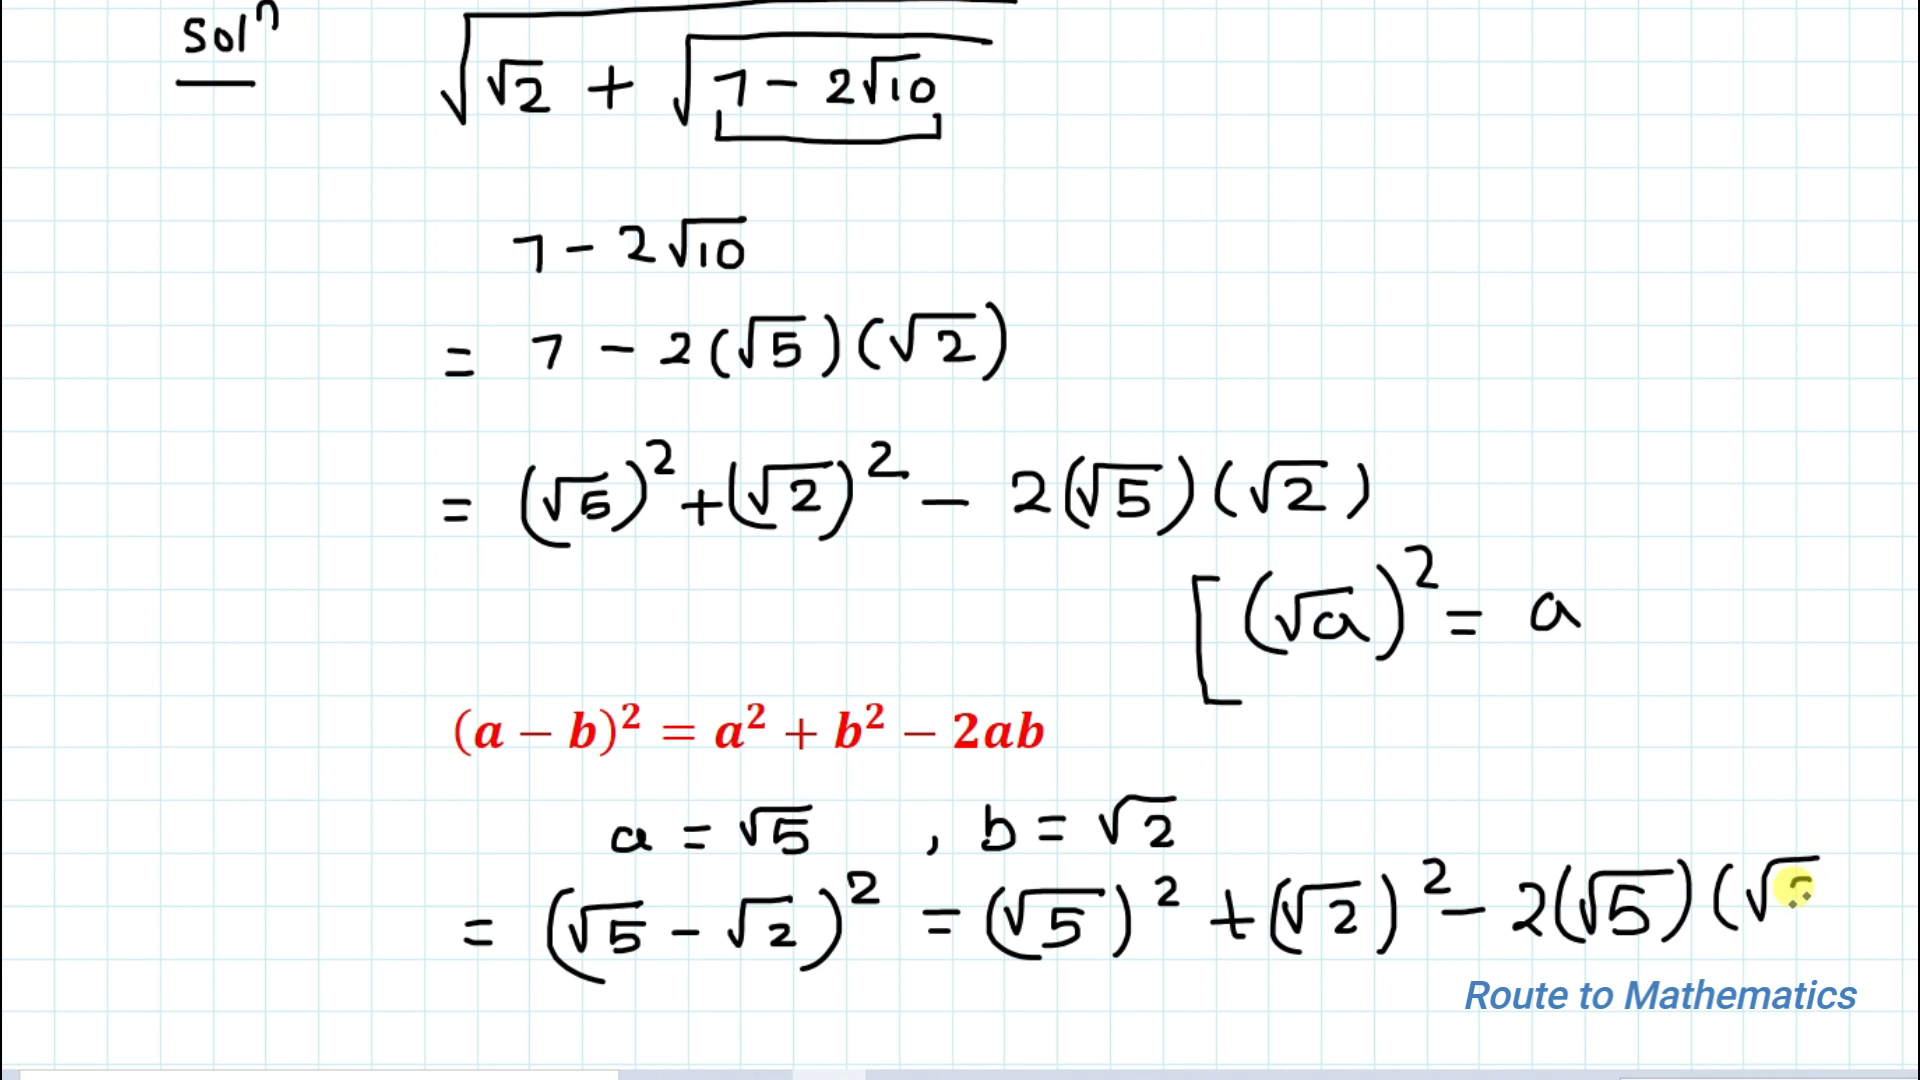 Solⁿ √(√2 + √(7 - 2√10))
7 - 2√10
= 7 - 2(√5)(√2)
= (√5)² + (√2)² - 2(√5)(√2)
[(√a)² = a
(a − b)² = a² + b² − 2ab
a = √5 , b = √2
= (√5 - √2)² = (√5)² + (√2)² - 2(√5)(√
Route to Mathematics